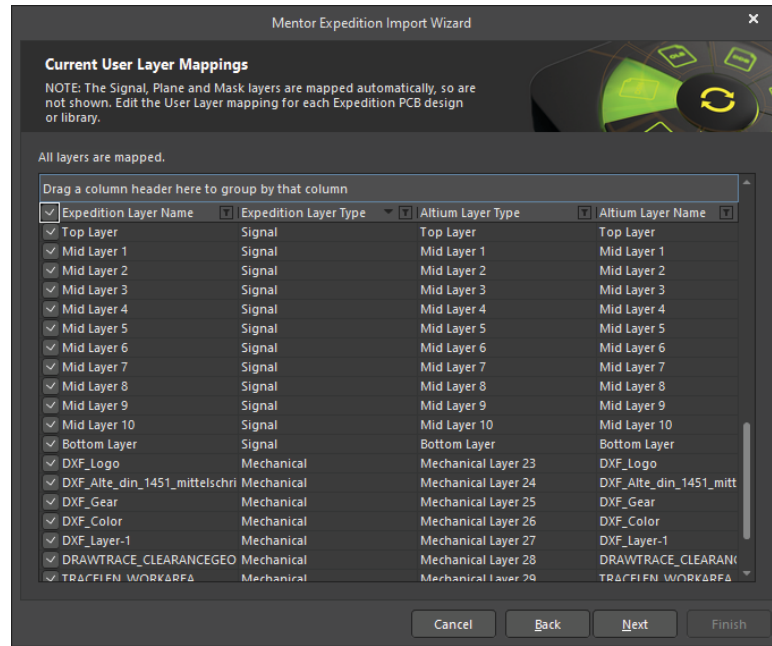 Mentor Expedition Import Wizard
Current User Layer Mappings
NOTE: The Signal, Plane and Mask layers are mapped automatically, so are
not shown. Edit the User Layer mapping for each Expedition PCB design
or library.
All layers are mapped.
Drag a column header here to group by that column
Expedition Layer Name Expedition Layer Type Altium Layer Type Altium Layer Name
Top Layer Signal Top Layer Top Layer
Mid Layer 1 Signal Mid Layer 1 Mid Layer 1
Mid Layer 2 Signal Mid Layer 2 Mid Layer 2
Mid Layer 3 Signal Mid Layer 3 Mid Layer 3
Mid Layer 4 Signal Mid Layer 4 Mid Layer 4
Mid Layer 5 Signal Mid Layer 5 Mid Layer 5
Mid Layer 6 Signal Mid Layer 6 Mid Layer 6
Mid Layer 7 Signal Mid Layer 7 Mid Layer 7
Mid Layer 8 Signal Mid Layer 8 Mid Layer 8
Mid Layer 9 Signal Mid Layer 9 Mid Layer 9
Mid Layer 10 Signal Mid Layer 10 Mid Layer 10
Bottom Layer Signal Bottom Layer Bottom Layer
DXF_Logo Mechanical Mechanical Layer 23 DXF_Logo
DXF_Alte_din_1451_mittelschri Mechanical Mechanical Layer 24 DXF_Alte_din_1451_mitt
DXF_Gear Mechanical Mechanical Layer 25 DXF_Gear
DXF_Color Mechanical Mechanical Layer 26 DXF_Color
DXF_Layer-1 Mechanical Mechanical Layer 27 DXF_Layer-1
DRAWTRACE_CLEARANCEGEO Mechanical Mechanical Layer 28 DRAWTRACE_CLEARAN
TRACELEN_WORKAREA Mechanical Mechanical Layer 29 TRACELEN_WORKAREA
Cancel Back Next Finish